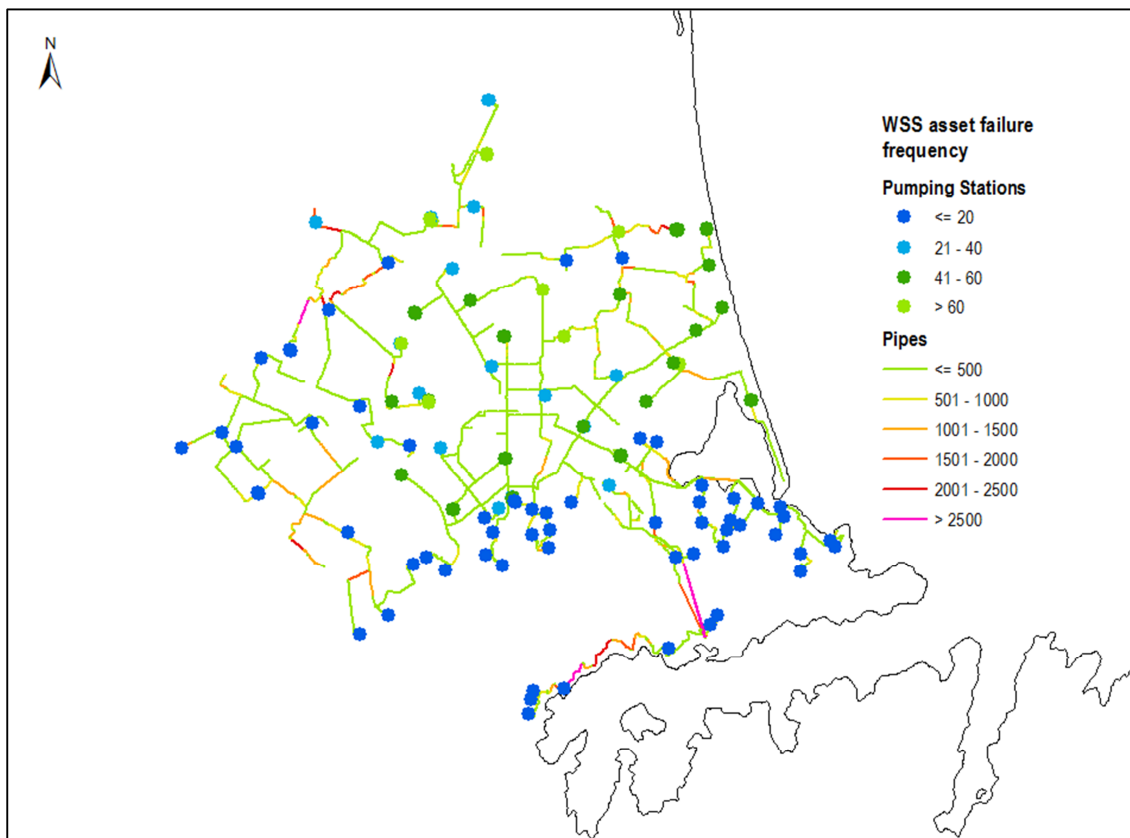 N
WSS asset failure
frequency
Pumping Stations
<= 20
21 - 40
41 - 60
> 60
Pipes
<= 500
501 - 1000
1001 - 1500
1501 - 2000
2001 - 2500
> 2500